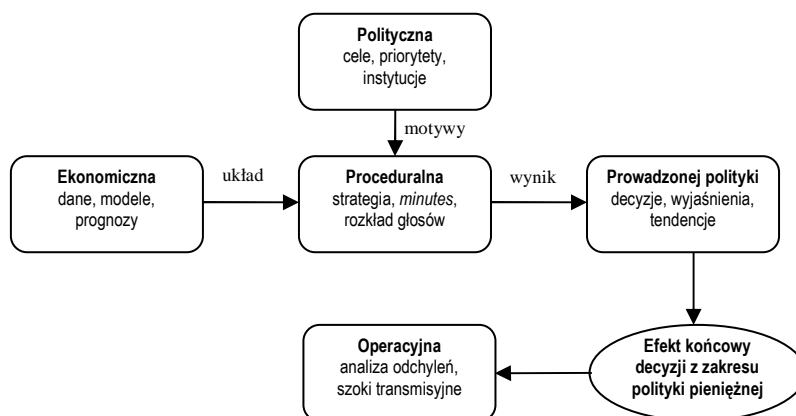 Polityczna
cele, priorytety,
instytucje
motywy
Ekonomiczna
dane, modele,
prognozy
układ
Proceduralna
strategia, minutes,
rozkład głosów
wynik
Prowadzonej polityki
decyzje, wyjaśnienia,
tendencje
Operacyjna
analiza odchyleń,
szoki transmisyjne
Efekt końcowy
decyzji z zakresu
polityki pieniężnej